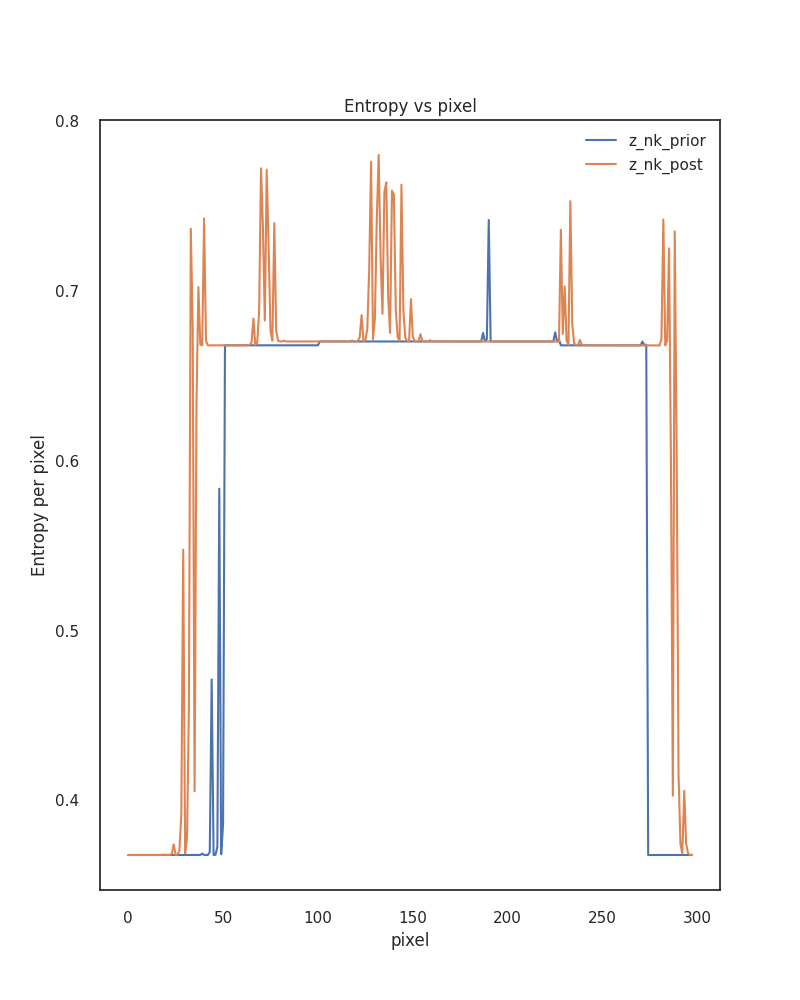 Entropy vs pixel
z_nk_prior
z_nk_post
0.8
0.7
0.6
0.5
0.4
Entropy per pixel
0 50 100 150 200 250 300
pixel